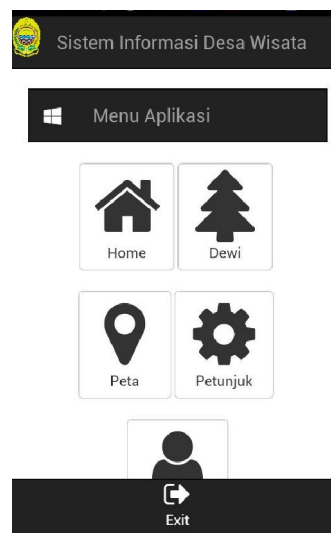 Sistem Informasi Desa Wisata
Menu Aplikasi
Home Dewi
Peta Petunjuk
Exit